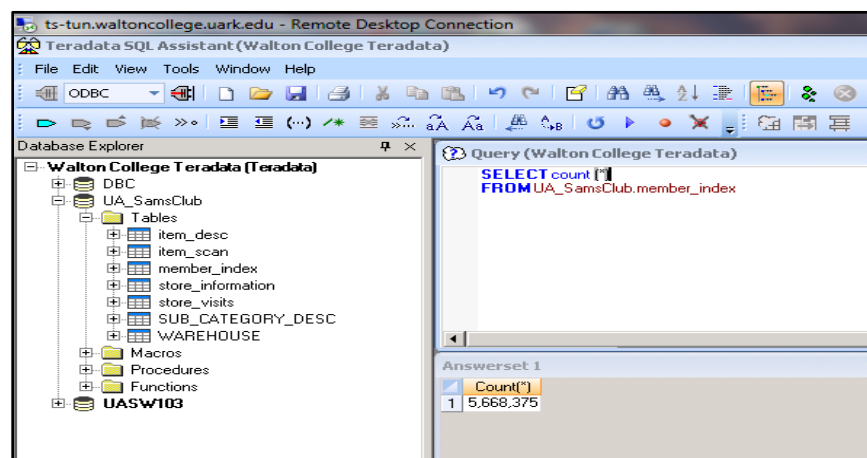 ts-tun.waltoncollege.uark.edu - Remote Desktop Connection
Teradata SQL Assistant (Walton College Teradata)
File Edit View Tools Window Help
ODBC
Database Explorer
Walton College Teradata (Teradata)
DBC
UA_SamsClub
Tables
item_desc
item_scan
member_index
store_information
store_visits
SUB_CATEGORY_DESC
WAREHOUSE
Macros
Procedures
Functions
UASW103
Query (Walton College Teradata)
SELECT count (*)
FROM UA_SamsClub.member_index
Answerset 1
Count(*)
1 5,668,375